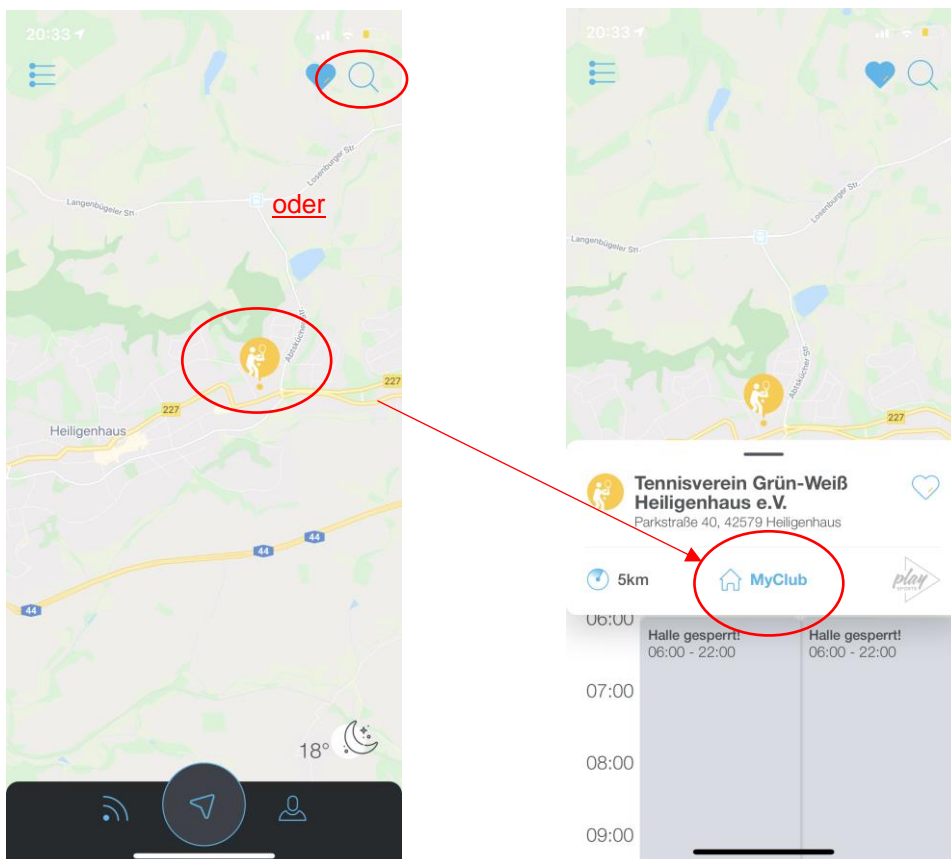 20:33
Losenburger Str.
Langenbügeler Str.
oder
Abtskücher Str.
227
227
Heiligenhaus
44
44
44
18°
20:33
Losenburger Str.
Langenbügeler Str.
Abtskücher Str.
227
Tennisverein Grün-Weiß
Heiligenhaus e.V.
Parkstraße 40, 42579 Heiligenhaus
5km
MyClub
play
SPORTS
06:00
Halle gesperrt!
06:00 - 22:00
Halle gesperrt!
06:00 - 22:00
07:00
08:00
09:00